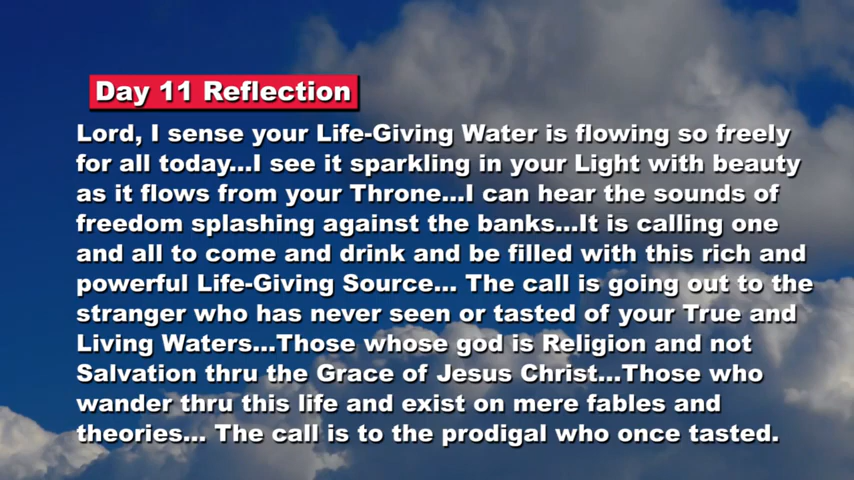 Day 11 Reflection
Lord, I sense your Life-Giving Water is flowing so freely
for all today...I see it sparkling in your Light with beauty
as it flows from your Throne...I can hear the sounds of
freedom splashing against the banks...It is calling one
and all to come and drink and be filled with this rich and
powerful Life-Giving Source... The call is going out to the
stranger who has never seen or tasted of your True and
Living Waters...Those whose god is Religion and not
Salvation thru the Grace of Jesus Christ...Those who
wander thru this life and exist on mere fables and
theories... The call is to the prodigal who once tasted.